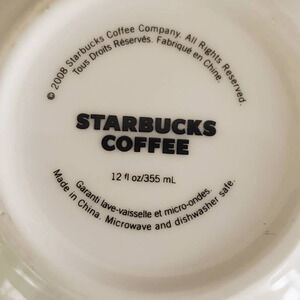 © 2008 Starbucks Coffee Company. All Rights Reserved.
Tous Droits Réservés. Fabriqué en Chine.
STARBUCKS
COFFEE
12 fl oz/355 mL
Garanti lave-vaisselle et micro-ondes.
Made in China. Microwave and dishwasher safe.